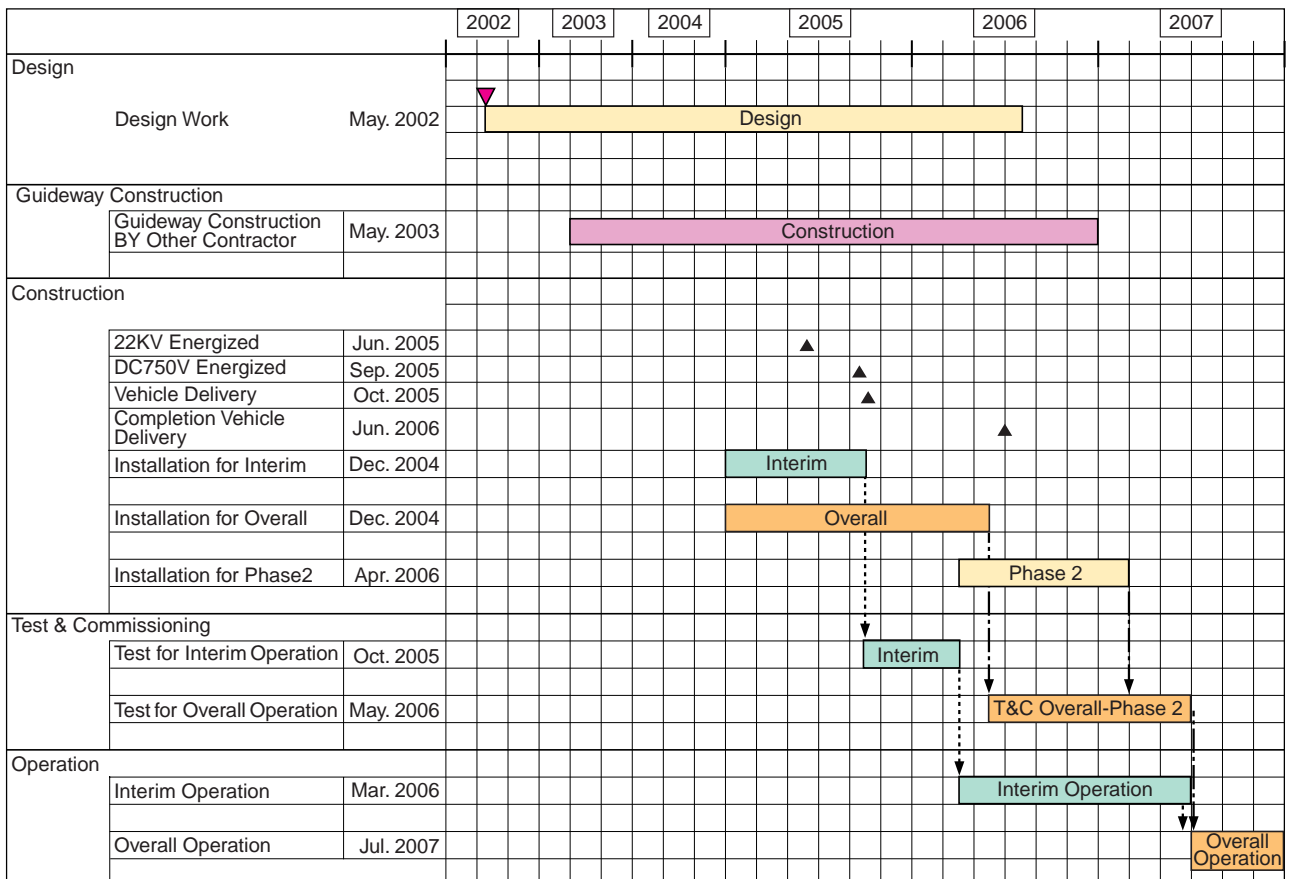 2002 2003 2004 2005 2006 2007
Design
Design Work May. 2002 Design
Guideway Construction
Guideway Construction
BY Other Contractor May. 2003 Construction
Construction
22KV Energized Jun. 2005
DC750V Energized Sep. 2005
Vehicle Delivery Oct. 2005
Completion Vehicle
Delivery Jun. 2006
Installation for Interim Dec. 2004 Interim
Installation for Overall Dec. 2004 Overall
Installation for Phase2 Apr. 2006 Phase 2
Test & Commissioning
Test for Interim Operation Oct. 2005 Interim
Test for Overall Operation May. 2006 T&C Overall-Phase 2
Operation
Interim Operation Mar. 2006 Interim Operation
Overall Operation Jul. 2007 Overall
Operation